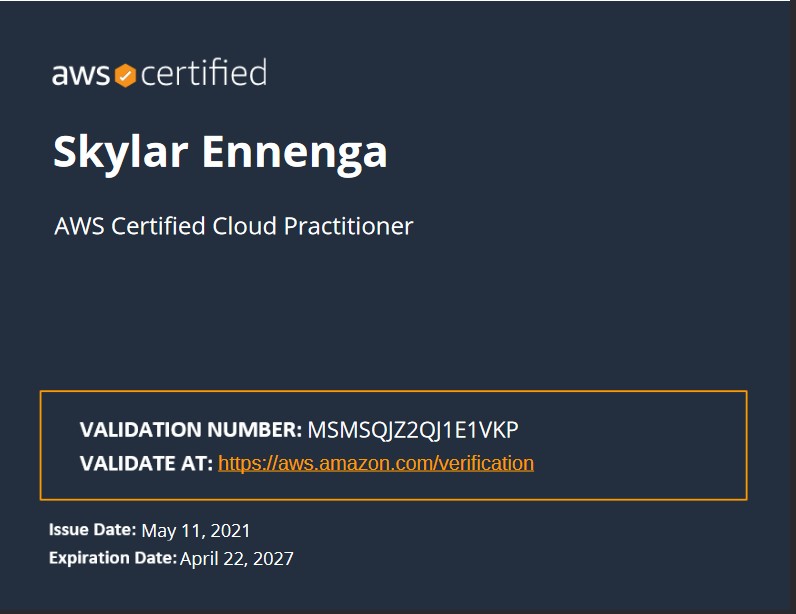 aws certified
Skylar Ennenga
AWS Certified Cloud Practitioner
VALIDATION NUMBER: MSMSQJZ2QJ1E1VKP
VALIDATE AT: https://aws.amazon.com/verification
Issue Date: May 11, 2021
Expiration Date: April 22, 2027